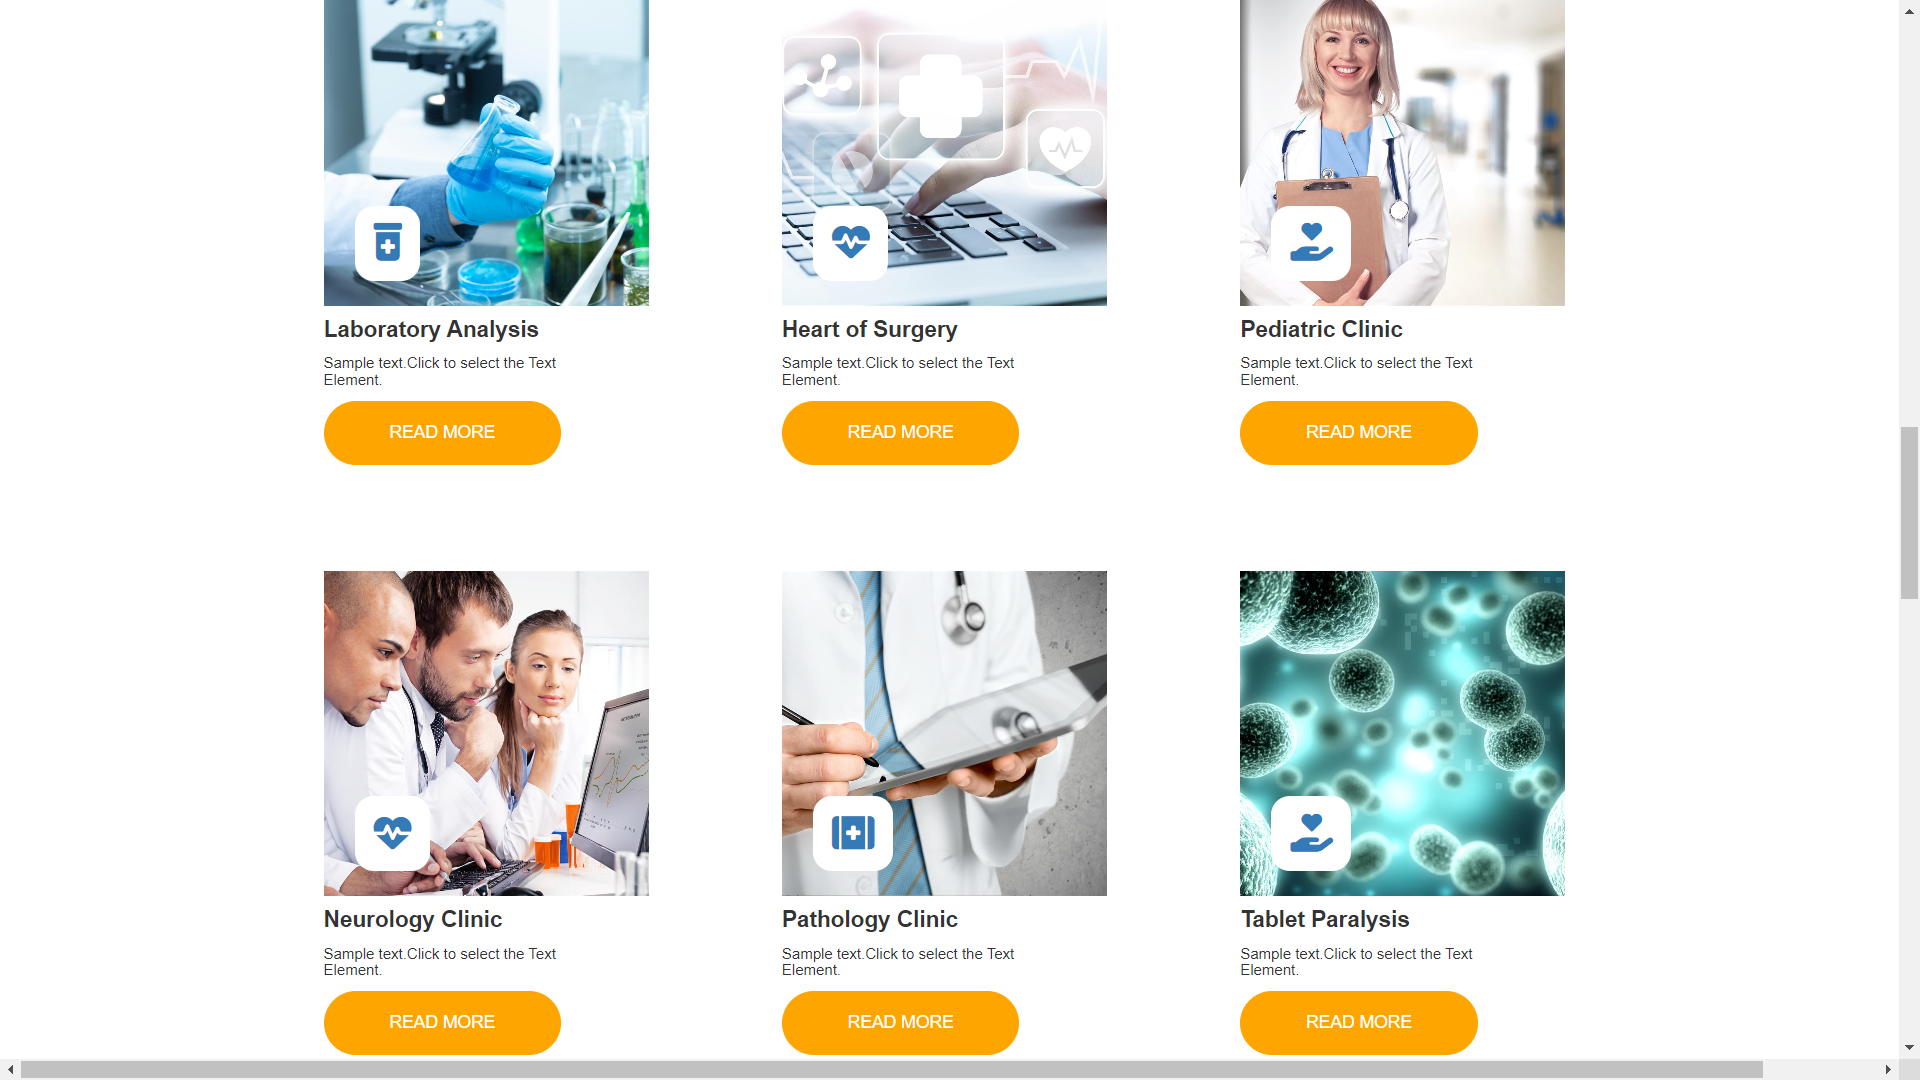 Laboratory Analysis
Sample text.Click to select the Text
Element.
READ MORE
Heart of Surgery
Sample text.Click to select the Text
Element.
READ MORE
Pediatric Clinic
Sample text.Click to select the Text
Element.
READ MORE
Neurology Clinic
Sample text.Click to select the Text
Element.
READ MORE
Pathology Clinic
Sample text.Click to select the Text
Element.
READ MORE
Tablet Paralysis
Sample text.Click to select the Text
Element.
READ MORE